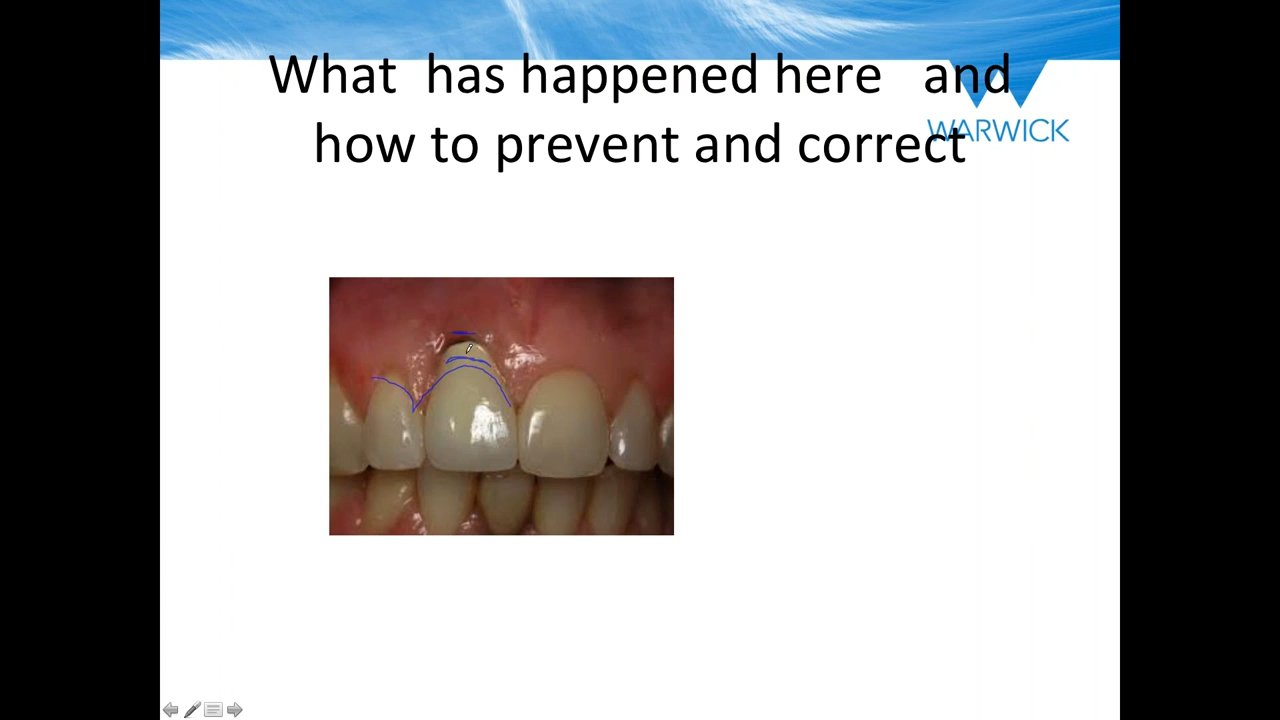 What  has happened here   and
how to prevent and correct
WARWICK